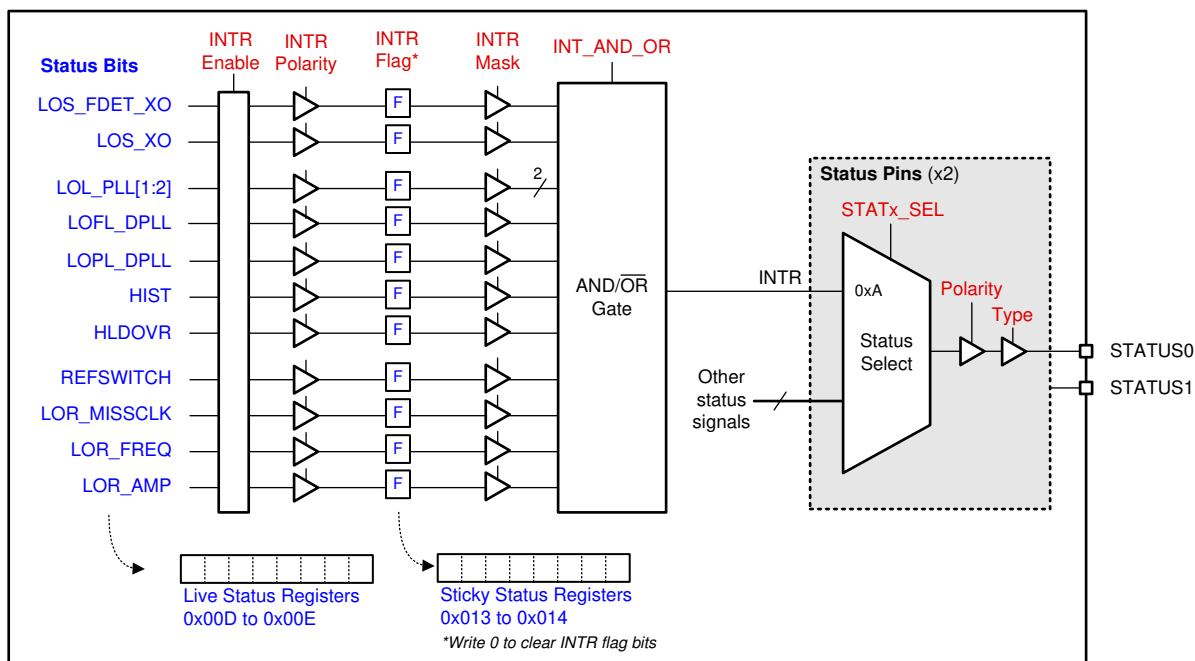 INTR
Enable
INTR
Polarity
INTR
Flag*
INTR
Mask
INT_AND_OR
Status Bits
LOS_FDET_XO
F
LOS_XO
F
LOL_PLL[1:2]
F
2
LOFL_DPLL
F
LOPL_DPLL
F
HIST
F
HLDOVR
F
REFSWITCH
F
LOR_MISSCLK
F
LOR_FREQ
F
LOR_AMP
F
AND/OR
Gate
INTR
Status Pins (x2)
STATx_SEL
0xA
Status
Select
Polarity
Type
Other
status
signals
STATUS0
STATUS1
Live Status Registers
0x00D to 0x00E
Sticky Status Registers
0x013 to 0x014
*Write 0 to clear INTR flag bits